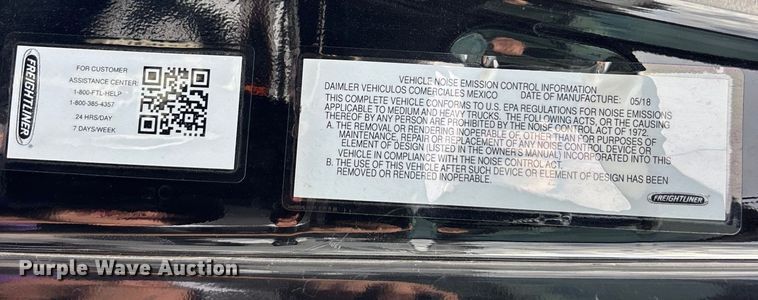 FREIGHTLINER
FOR CUSTOMER
ASSISTANCE CENTER:
1-800-FTL-HELP
1-800-385-4357
24 HRS/DAY
7 DAYS/WEEK
VEHICLE NOISE EMISSION CONTROL INFORMATION
DAIMLER VEHICULOS COMERCIALES MEXICO DATE OF MANUFACTURE: 05/18
THIS COMPLETE VEHICLE CONFORMS TO U.S. EPA REGULATIONS FOR NOISE EMISSIONS
APPLICABLE TO MEDIUM AND HEAVY TRUCKS. THE FOLLOWING ACTS, OR THE CAUSING
THEREOF BY ANY PERSON ARE PROHIBITED BY THE NOISE CONTROL ACT OF 1972.
A. THE REMOVAL OR RENDERING INOPERABLE OF, OTHER THAN FOR PURPOSES OF
MAINTENANCE, REPAIR OR REPLACEMENT OF ANY NOISE CONTROL DEVICE OR
ELEMENT OF DESIGN (LISTED IN THE OWNER'S MANUAL) INCORPORATED INTO THIS
VEHICLE IN COMPLIANCE WITH THE NOISE CONTROL ACT.
B. THE USE OF THIS VEHICLE AFTER SUCH DEVICE OR ELEMENT OF DESIGN HAS BEEN
REMOVED OR RENDERED INOPERABLE.
FREIGHTLINER
Purple Wave Auction